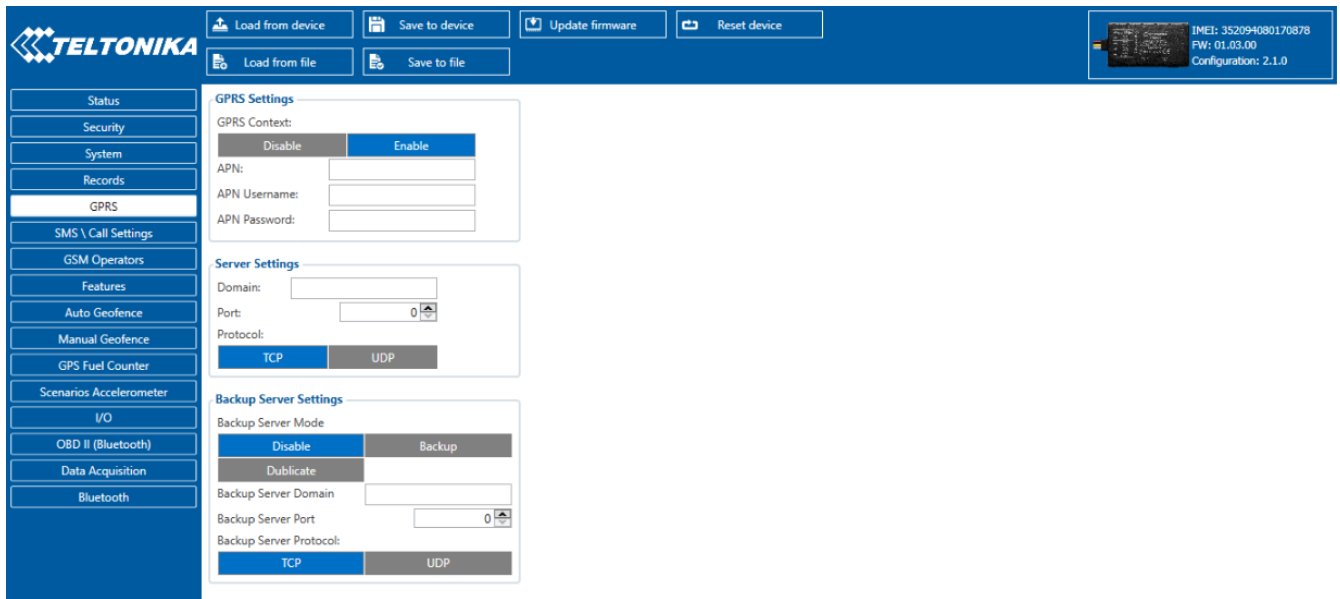 TELTONIKA
Load from device
Save to device
Update firmware
Reset device
Load from file
Save to file
IMEI: 352094080170878
FW: 01.03.00
Configuration: 2.1.0
Status
Security
System
Records
GPRS
SMS \ Call Settings
GSM Operators
Features
Auto Geofence
Manual Geofence
GPS Fuel Counter
Scenarios Accelerometer
I/O
OBD II (Bluetooth)
Data Acquisition
Bluetooth
GPRS Settings
GPRS Context:
Disable Enable
APN:
APN Username:
APN Password:
Server Settings
Domain:
Port: 0
Protocol:
TCP UDP
Backup Server Settings
Backup Server Mode
Disable Backup
Dublicate
Backup Server Domain
Backup Server Port 0
Backup Server Protocol:
TCP UDP